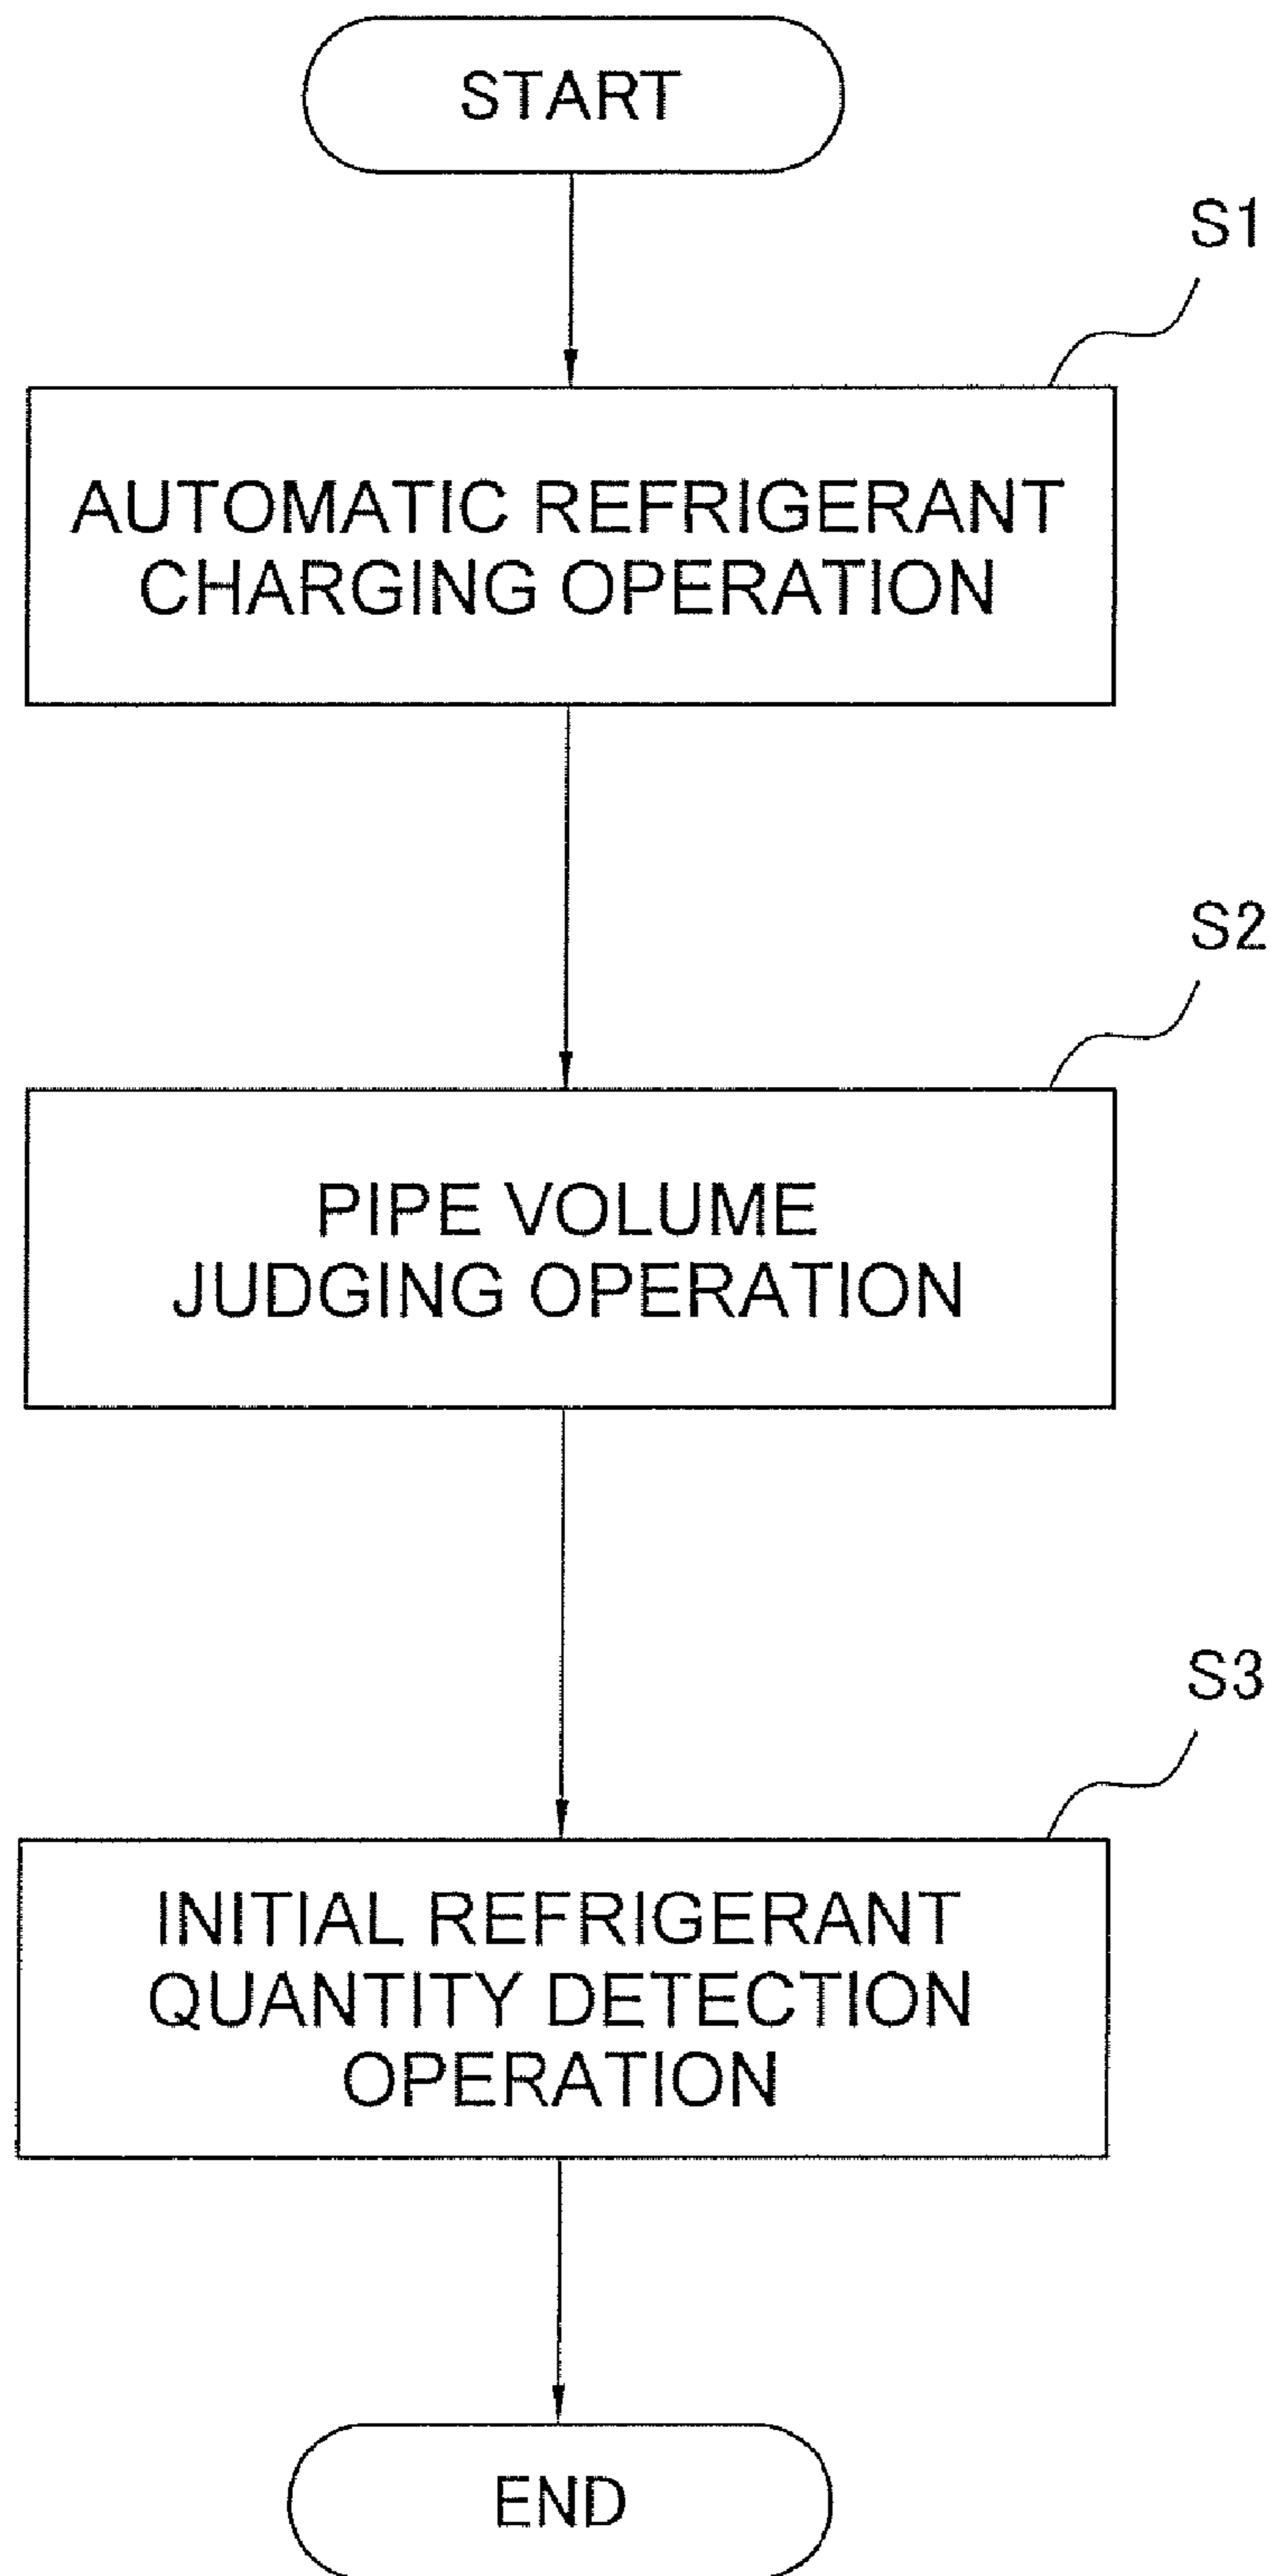 START
S1
AUTOMATIC REFRIGERANT
CHARGING OPERATION
S2
PIPE VOLUME
JUDGING OPERATION
S3
INITIAL REFRIGERANT
QUANTITY DETECTION
OPERATION
END